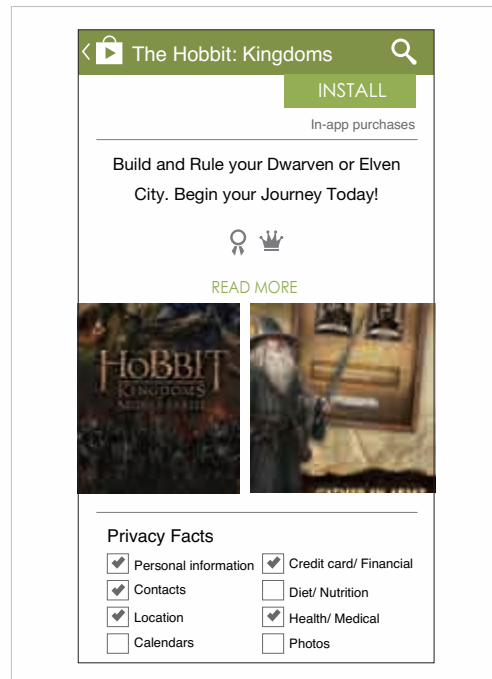 The Hobbit: Kingdoms
INSTALL
In-app purchases
Build and Rule your Dwarven or Elven
City. Begin your Journey Today!
READ MORE
HOBBIT
KINGDOMS
Privacy Facts
Personal information Credit card/ Financial
Contacts Diet/ Nutrition
Location Health/ Medical
Calendars Photos